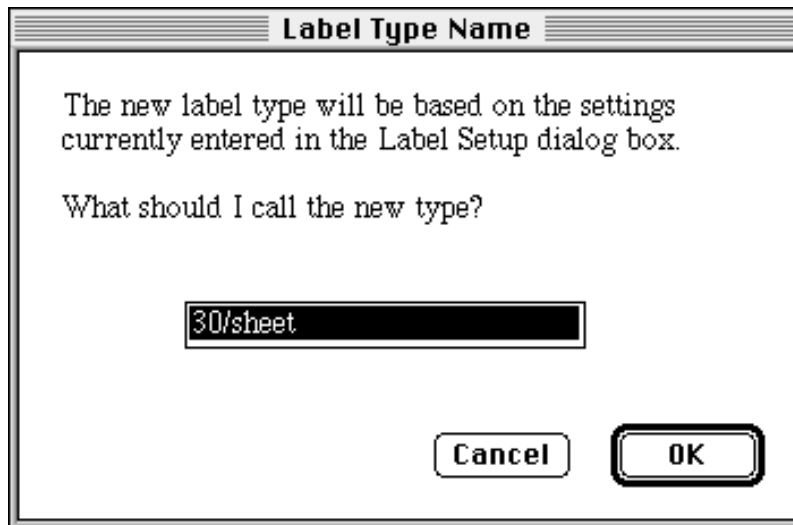 Label Type Name
The new label type will be based on the settings
currently entered in the Label Setup dialog box.
What should I call the new type?
30/sheet
Cancel OK